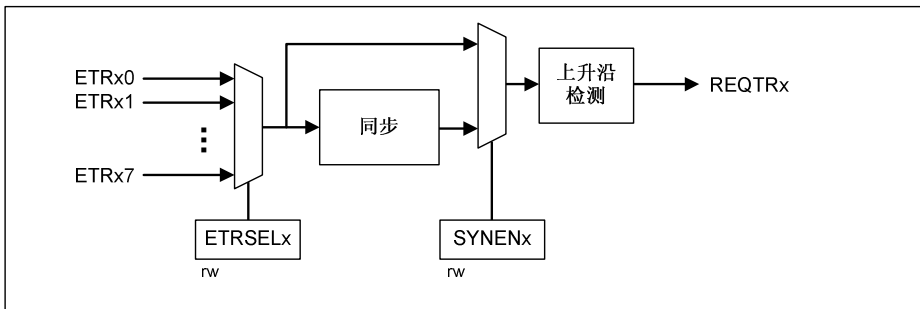 ETRx0
ETRx1
ETRx7
同步
上升沿
检测
REQTRx
ETRSELx
rw
SYNENx
rw